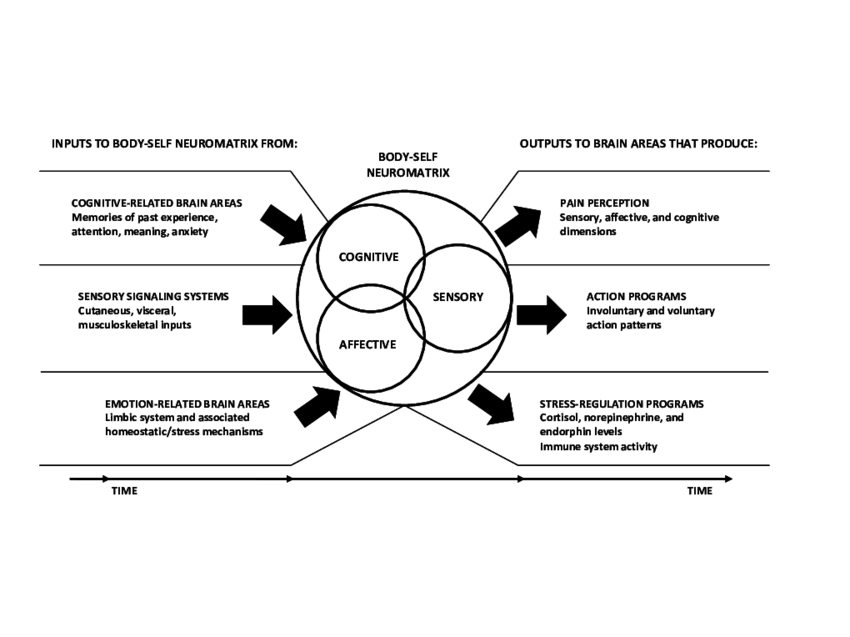 INPUTS TO BODY-SELF NEUROMATRIX FROM:
BODY-SELF
NEUROMATRIX
OUTPUTS TO BRAIN AREAS THAT PRODUCE:
COGNITIVE-RELATED BRAIN AREAS
Memories of past experience,
attention, meaning, anxiety
SENSORY SIGNALING SYSTEMS
Cutaneous, visceral,
musculoskeletal inputs
EMOTION-RELATED BRAIN AREAS
Limbic system and associated
homeostatic/stress mechanisms
COGNITIVE
SENSORY
AFFECTIVE
PAIN PERCEPTION
Sensory, affective, and cognitive
dimensions
ACTION PROGRAMS
Involuntary and voluntary
action patterns
STRESS-REGULATION PROGRAMS
Cortisol, norepinephrine, and
endorphin levels
Immune system activity
TIME
TIME